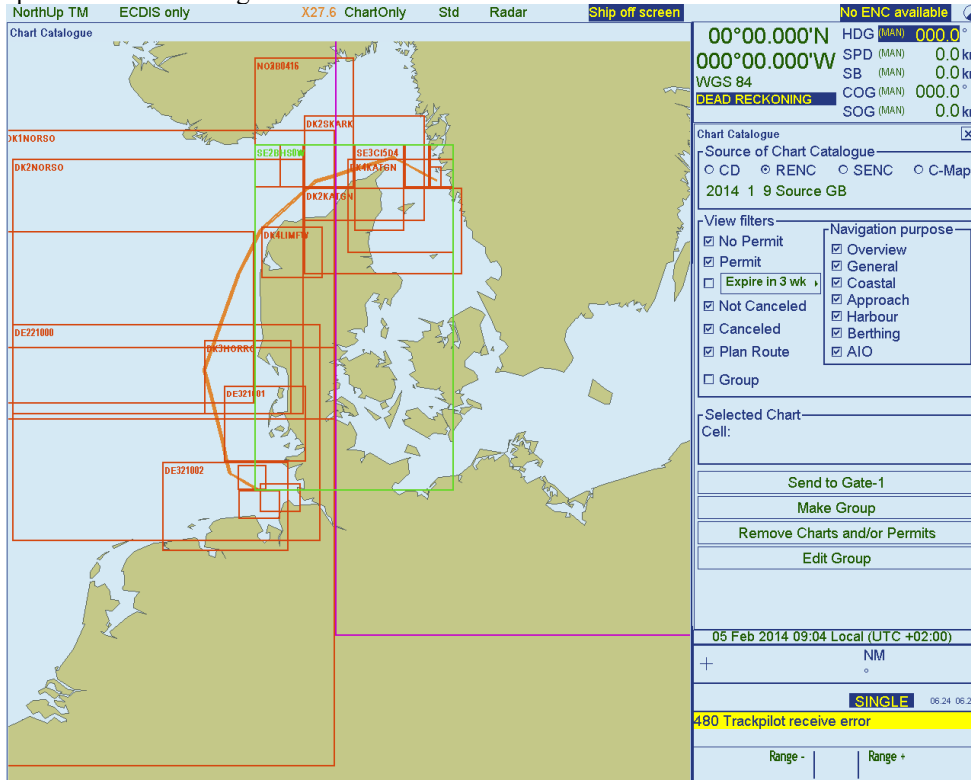 NorthUp TM ECDIS only X27.6 ChartOnly Std Radar Ship off screen No ENC available
Chart Catalogue
DK1NORSO
DK2NORSO
DK2SKARK
SE2BHS0W
SE3CI5D4
DK4KATGN
DK2KATGN
DK4LIMFW
DE221000
DK3HORRG
DE321001
DE321002
00°00.000'N
000°00.000'W
WGS 84
DEAD RECKONING
HDG (MAN) 000.0°
SPD (MAN) 0.0
SB (MAN) 0.0
COG (MAN) 000.0°
SOG (MAN) 0.0
Chart Catalogue X
Source of Chart Catalogue
CD RENC SENC C-Map
2014 1 9 Source GB
View filters
No Permit
Permit
Expire in 3 wk
Not Canceled
Canceled
Plan Route
Group
Navigation purpose
Overview
General
Coastal
Approach
Harbour
Berthing
AIO
Selected Chart
Cell:
Send to Gate-1
Make Group
Remove Charts and/or Permits
Edit Group
05 Feb 2014 09:04 Local (UTC +02:00)
NM
°
SINGLE 06.24
480 Trackpilot receive error
Range - Range +